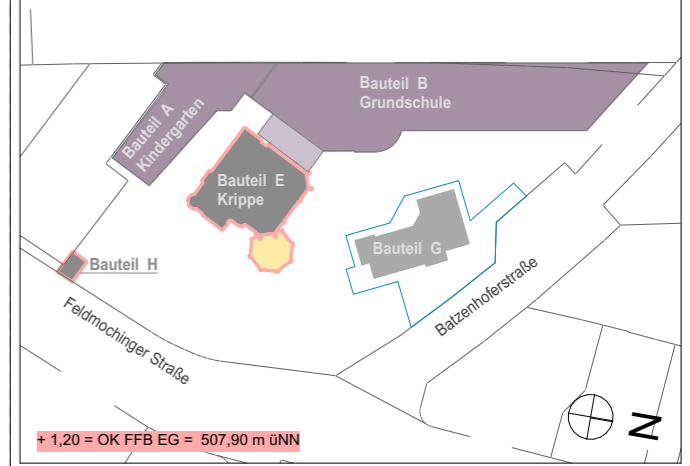 Bauteil B
Grundschule
Bauteil A
Kindergarten
Bauteil E
Krippe
Bauteil G
Bauteil H
Feldmochinger Straße
Batzenhoferstraße
N
+ 1,20 = OK FFB EG = 507,90 m üNN